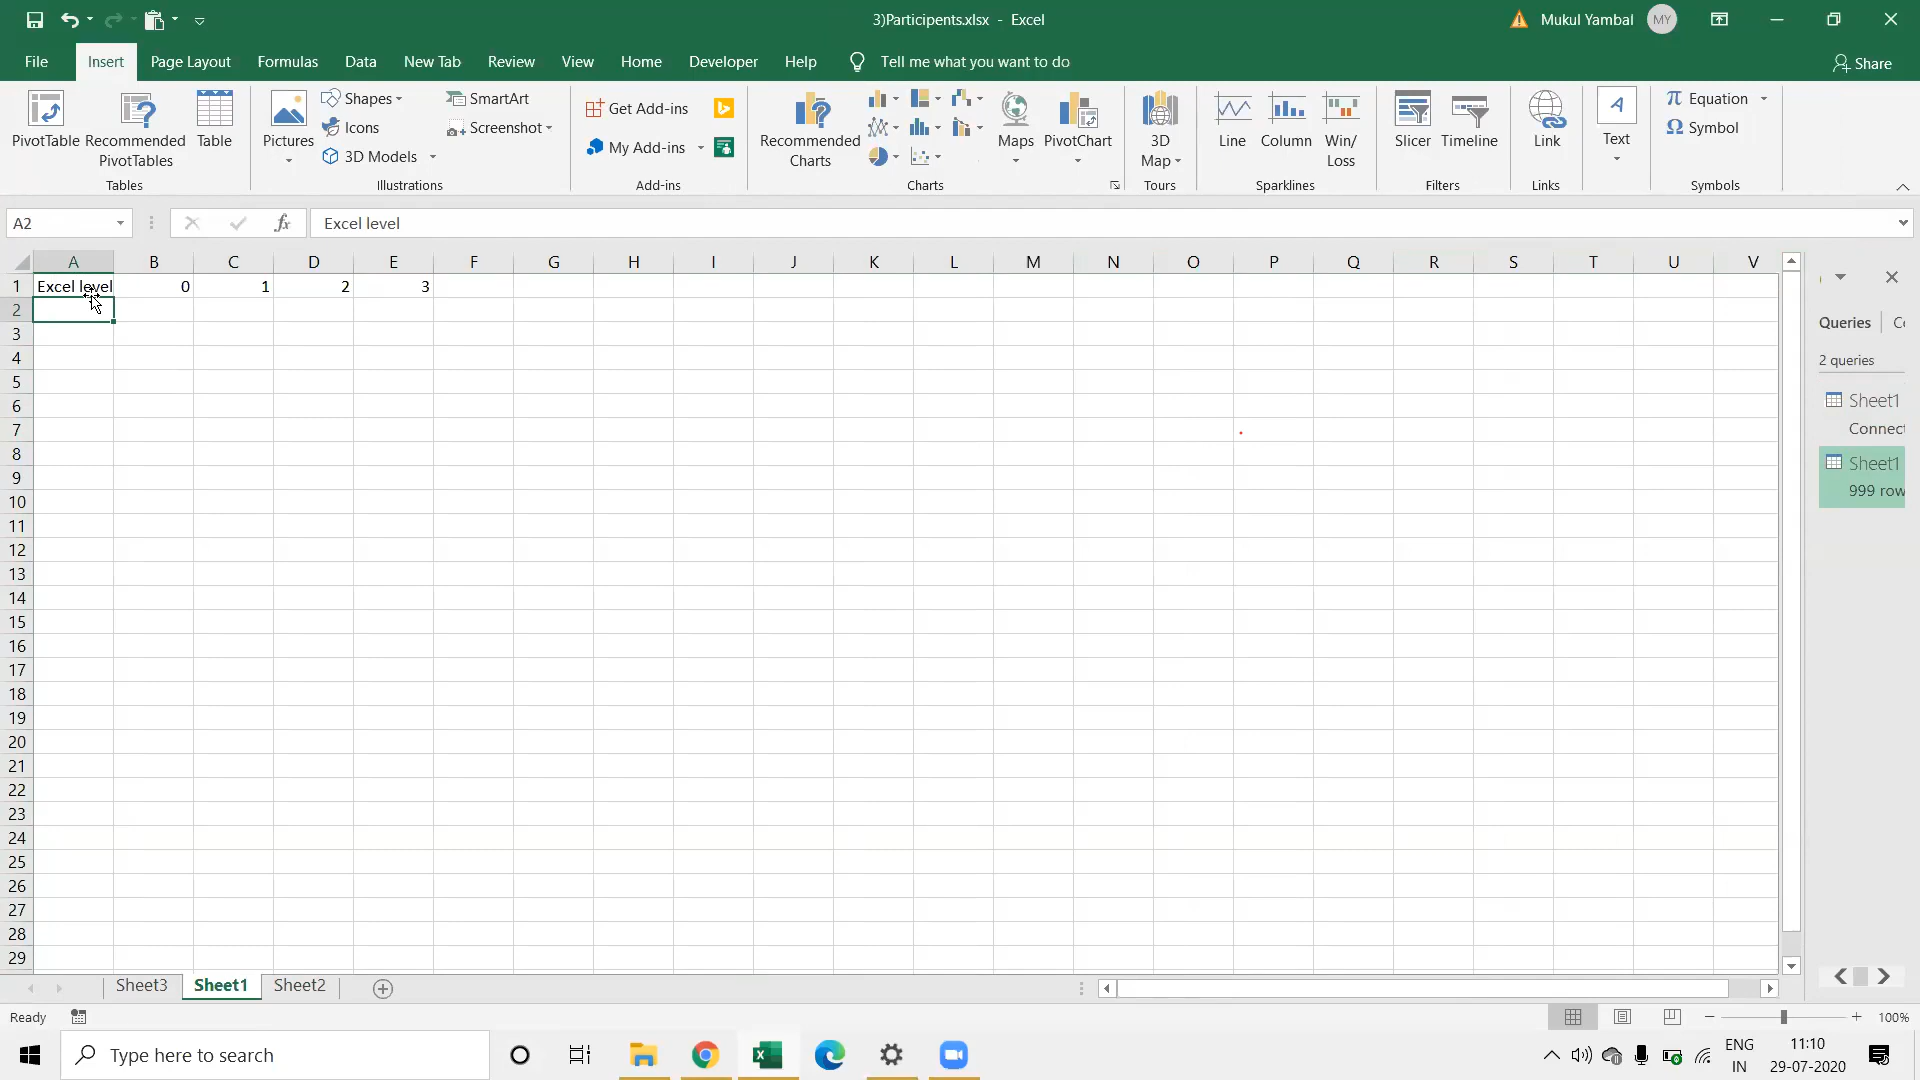 3)Participents.xlsx - Excel
Mukul Yambal MY
File Insert Page Layout Formulas Data New Tab Review View Home Developer Help Tell me what you want to do Share
PivotTable Recommended PivotTables Table
Tables
Pictures Shapes Icons 3D Models SmartArt Screenshot
Illustrations
Get Add-ins
My Add-ins
Add-ins
Recommended Charts Maps PivotChart
Charts
3D Map
Tours
Line Column Win/Loss
Sparklines
Slicer Timeline
Filters
Link
Links
A
Text
π Equation
Ω Symbol
Symbols
A2 fx Excel level
A B C D E F G H I J K L M N O P Q R S T U V
1 Excel level 0 1 2 3
2
3
4
5
6
7
8
9
10
11
12
13
14
15
16
17
18
19
20
21
22
23
24
25
26
27
28
29
Queries
2 queries
Sheet1
Connect
Sheet1
999 row
Sheet3 Sheet1 Sheet2
Ready 100%
Type here to search
ENG
IN
11:10
29-07-2020